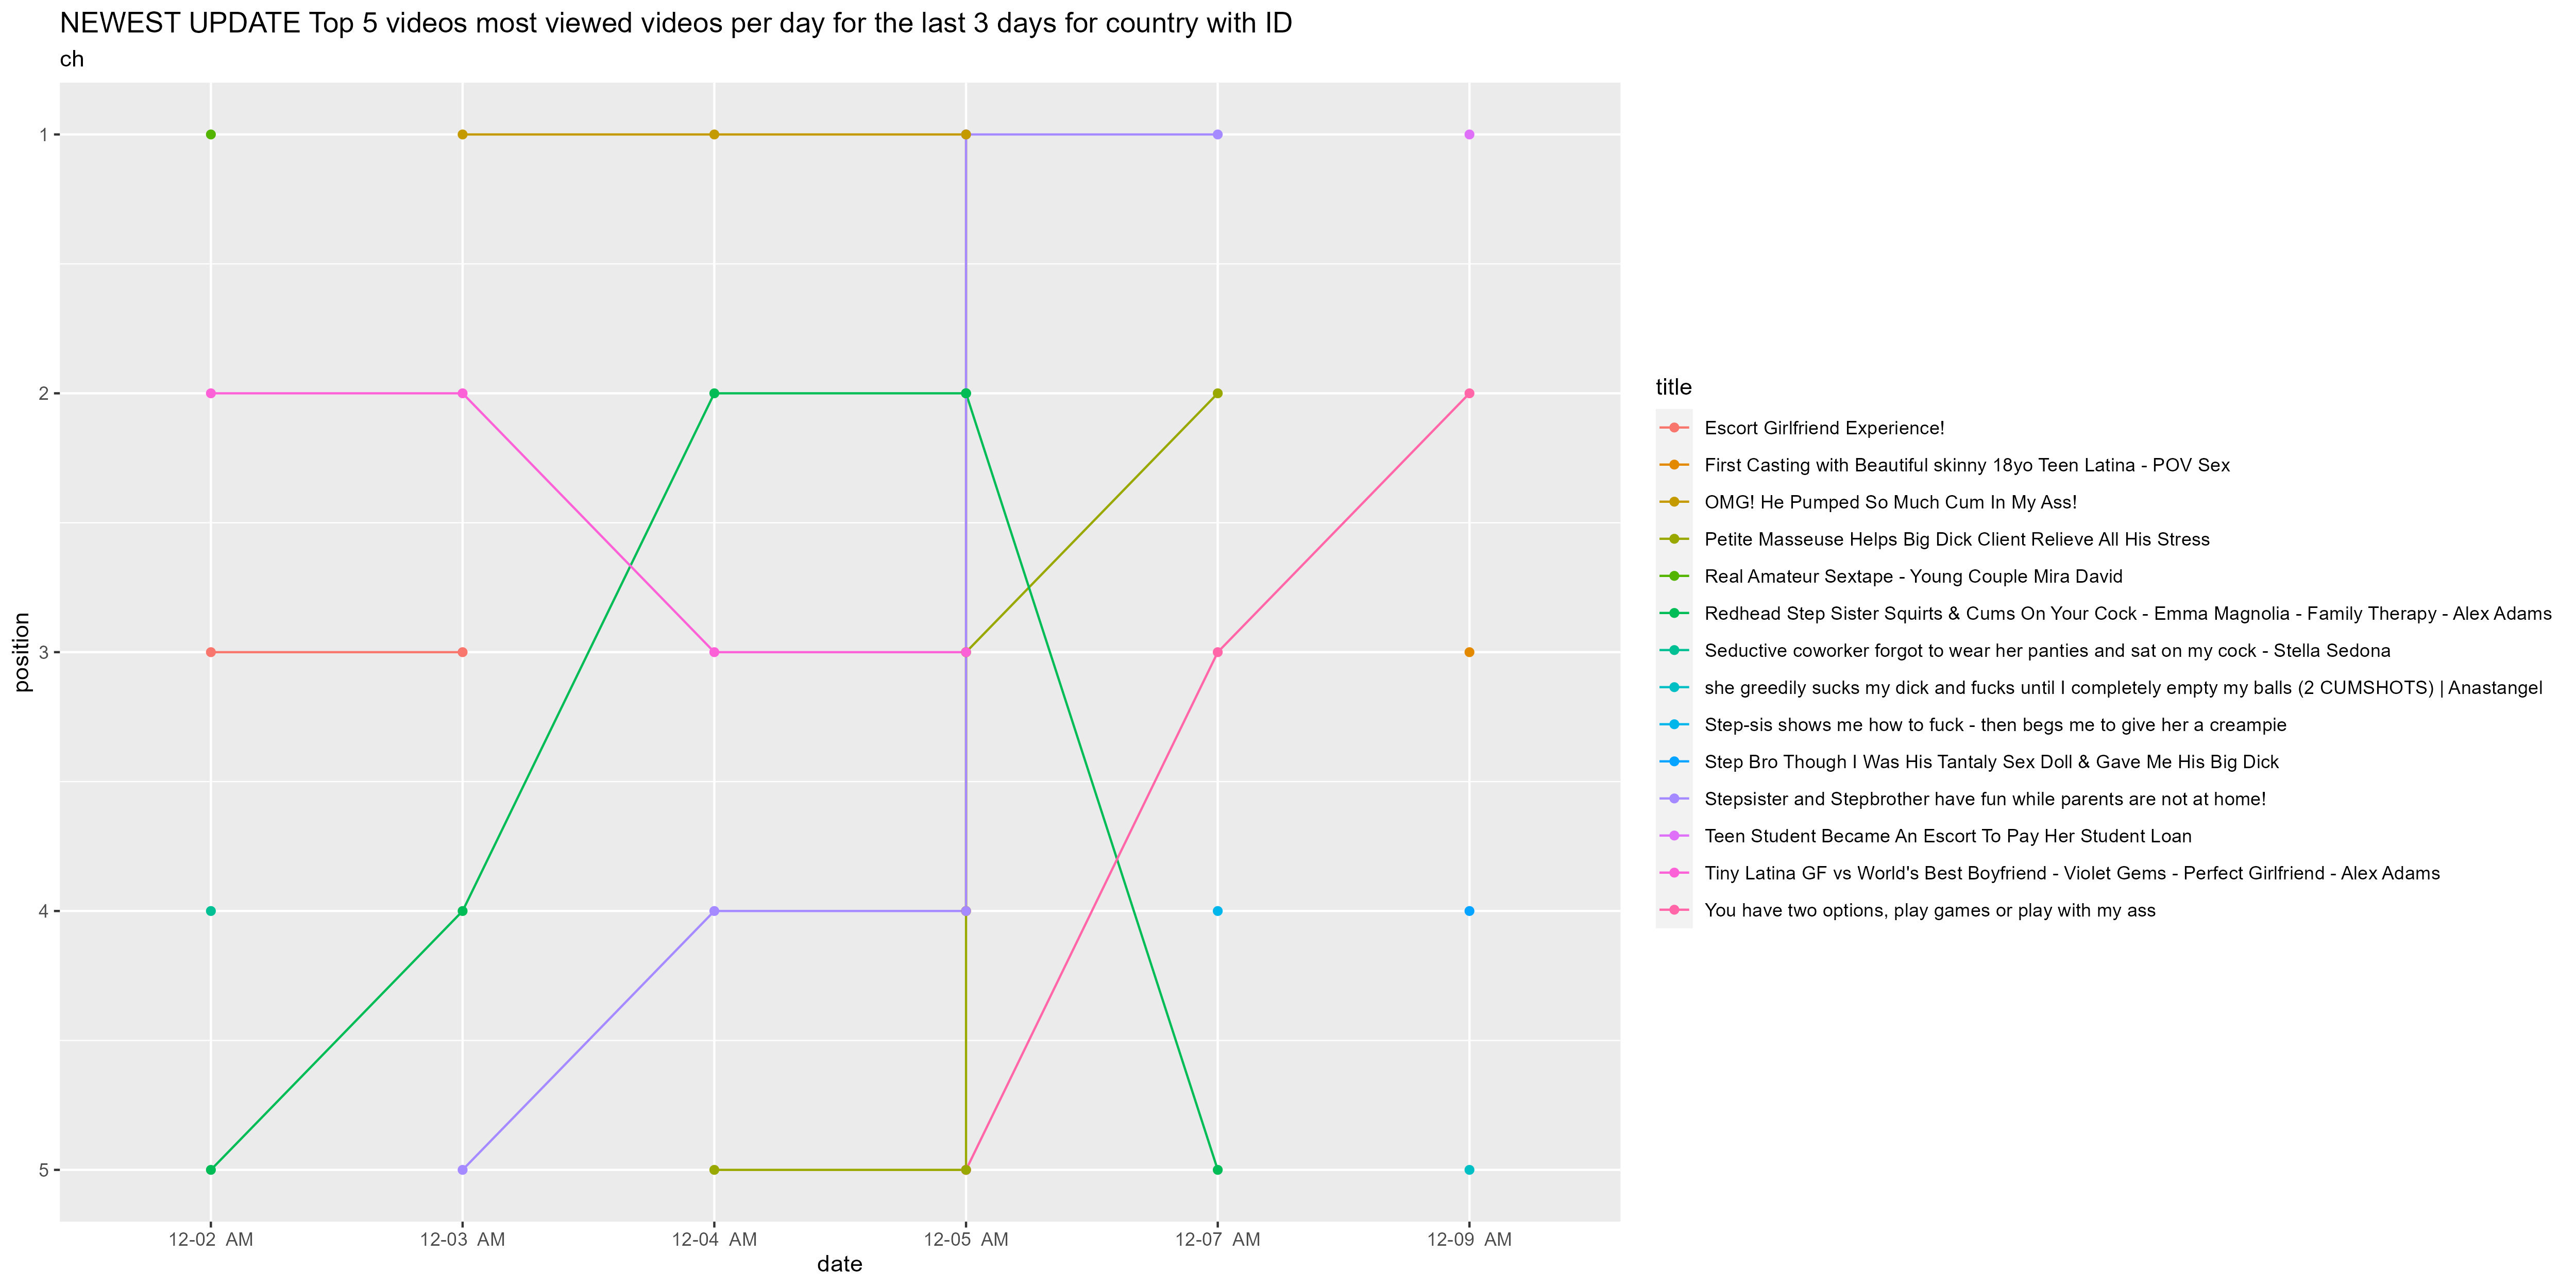 NEWEST UPDATE Top 5 videos most viewed videos per day for the last 3 days for country with ID
ch
position
1
2
3
4
5
12-02 AM
12-03 AM
12-04 AM
12-05 AM
12-07 AM
12-09 AM
date
title
Escort Girlfriend Experience!
First Casting with Beautiful skinny 18yo Teen Latina - POV Sex
OMG! He Pumped So Much Cum In My Ass!
Petite Masseuse Helps Big Dick Client Relieve All His Stress
Real Amateur Sextape - Young Couple Mira David
Redhead Step Sister Squirts & Cums On Your Cock - Emma Magnolia - Family Therapy - Alex Adams
Seductive coworker forgot to wear her panties and sat on my cock - Stella Sedona
she greedily sucks my dick and fucks until I completely empty my balls (2 CUMSHOTS) | Anastangel
Step-sis shows me how to fuck - then begs me to give her a creampie
Step Bro Though I Was His Tantaly Sex Doll & Gave Me His Big Dick
Stepsister and Stepbrother have fun while parents are not at home!
Teen Student Became An Escort To Pay Her Student Loan
Tiny Latina GF vs World's Best Boyfriend - Violet Gems - Perfect Girlfriend - Alex Adams
You have two options, play games or play with my ass